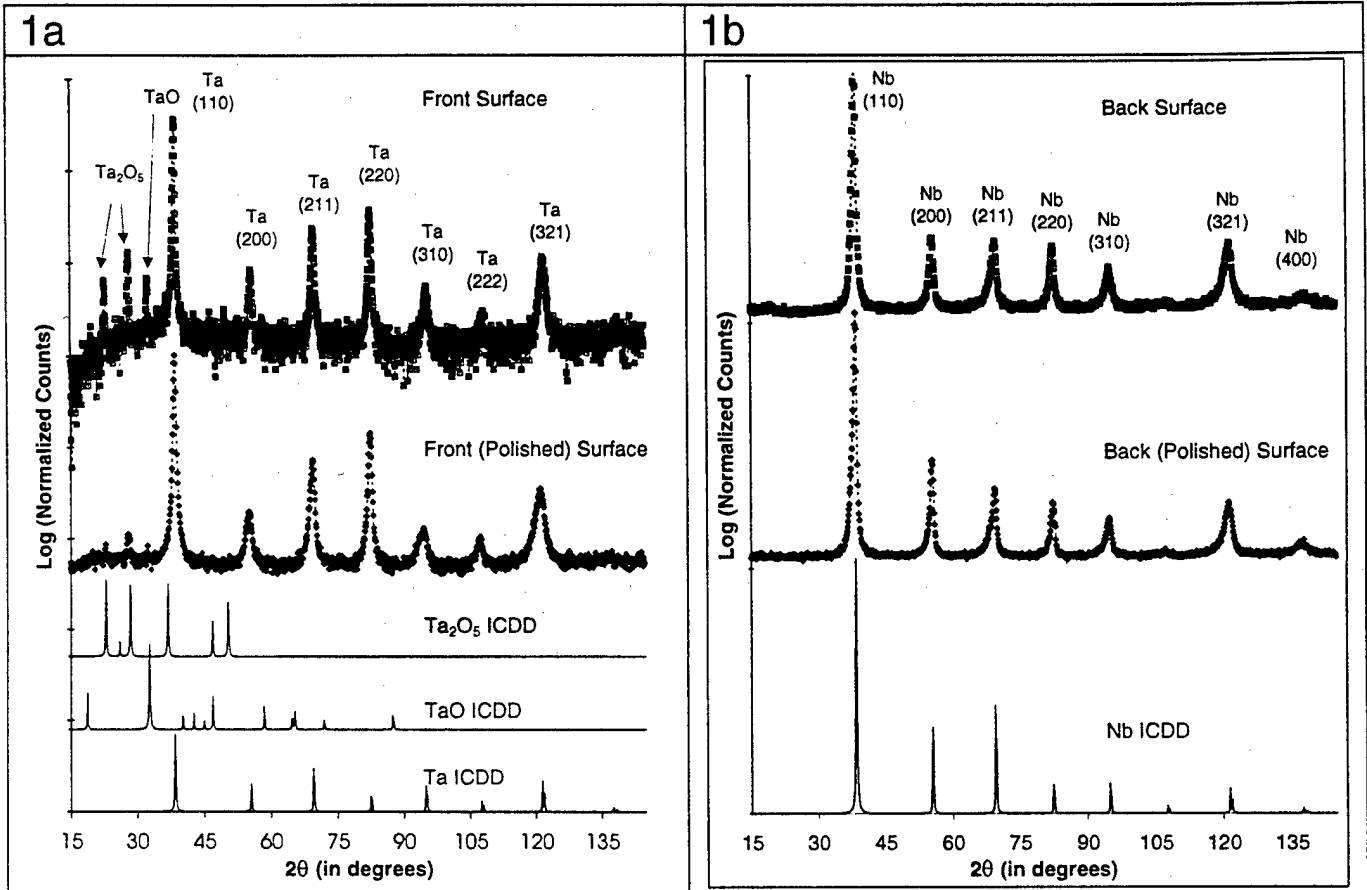 1a
1b
Ta
(110)
TaO
Front Surface
Ta₂O₅
Ta
(200)
Ta
(211)
Ta
(220)
Ta
(310)
Ta
(222)
Ta
(321)
Front (Polished) Surface
Ta₂O₅ ICDD
TaO ICDD
Ta ICDD
Log (Normalized Counts)
15 30 45 60 75 90 105 120 135
2θ (in degrees)
Nb
(110)
Back Surface
Nb
(200)
Nb
(211)
Nb
(220)
Nb
(310)
Nb
(321)
Nb
(400)
Back (Polished) Surface
Nb ICDD
Log (Normalized Counts)
15 30 45 60 75 90 105 120 135
2θ (in degrees)